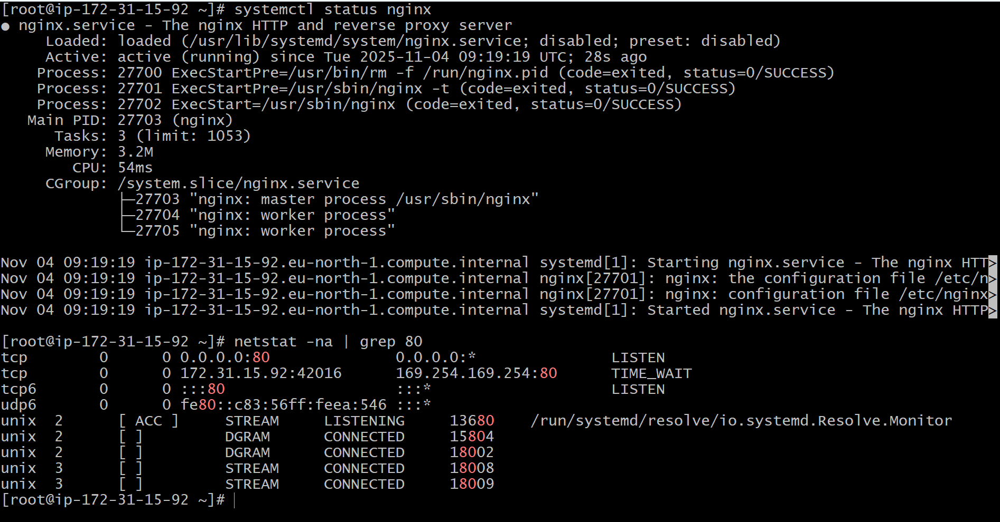 [root@ip-172-31-15-92 ~]# systemctl status nginx
● nginx.service - The nginx HTTP and reverse proxy server
     Loaded: loaded (/usr/lib/systemd/system/nginx.service; disabled; preset: disabled)
     Active: active (running) since Tue 2025-11-04 09:19:19 UTC; 28s ago
    Process: 27700 ExecStartPre=/usr/bin/rm -f /run/nginx.pid (code=exited, status=0/SUCCESS)
    Process: 27701 ExecStartPre=/usr/sbin/nginx -t (code=exited, status=0/SUCCESS)
    Process: 27702 ExecStart=/usr/sbin/nginx (code=exited, status=0/SUCCESS)
   Main PID: 27703 (nginx)
      Tasks: 3 (limit: 1053)
     Memory: 3.2M
        CPU: 54ms
     CGroup: /system.slice/nginx.service
             ├─27703 "nginx: master process /usr/sbin/nginx"
             ├─27704 "nginx: worker process"
             └─27705 "nginx: worker process"
Nov 04 09:19:19 ip-172-31-15-92.eu-north-1.compute.internal systemd[1]: Starting nginx.service - The nginx HTT>
Nov 04 09:19:19 ip-172-31-15-92.eu-north-1.compute.internal nginx[27701]: nginx: the configuration file /etc/n>
Nov 04 09:19:19 ip-172-31-15-92.eu-north-1.compute.internal nginx[27701]: nginx: configuration file /etc/nginx>
Nov 04 09:19:19 ip-172-31-15-92.eu-north-1.compute.internal systemd[1]: Started nginx.service - The nginx HTTP>
[root@ip-172-31-15-92 ~]# netstat -na | grep 80
tcp        0      0 0.0.0.0:80              0.0.0.0:*               LISTEN
tcp        0      0 172.31.15.92:42016      169.254.169.254:80      TIME_WAIT
tcp6       0      0 :::80                   :::*                    LISTEN
udp6       0      0 fe80::c83:56ff:feea:546 :::*
unix  2      [ ACC ]     STREAM     LISTENING     13680    /run/systemd/resolve/io.systemd.Resolve.Monitor
unix  2      [ ]         DGRAM      CONNECTED     15804
unix  2      [ ]         DGRAM      CONNECTED     18002
unix  3      [ ]         STREAM     CONNECTED     18008
unix  3      [ ]         STREAM     CONNECTED     18009
[root@ip-172-31-15-92 ~]#